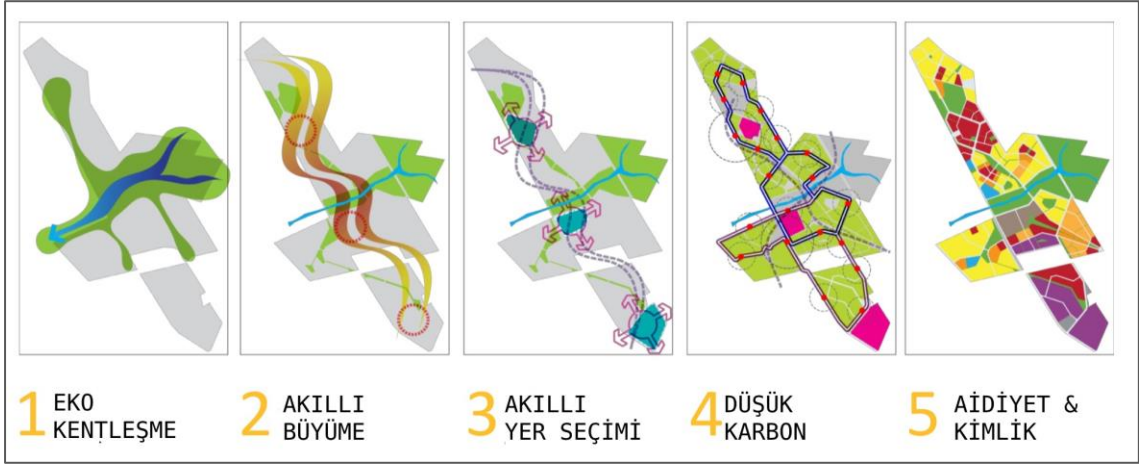 1 EKO
KENTLEŞME
2 AKILLI
BÜYÜME
3 AKILLI
YER SEÇİMİ
4 DÜŞÜK
KARBON
5 AİDİYET &
KİMLİK